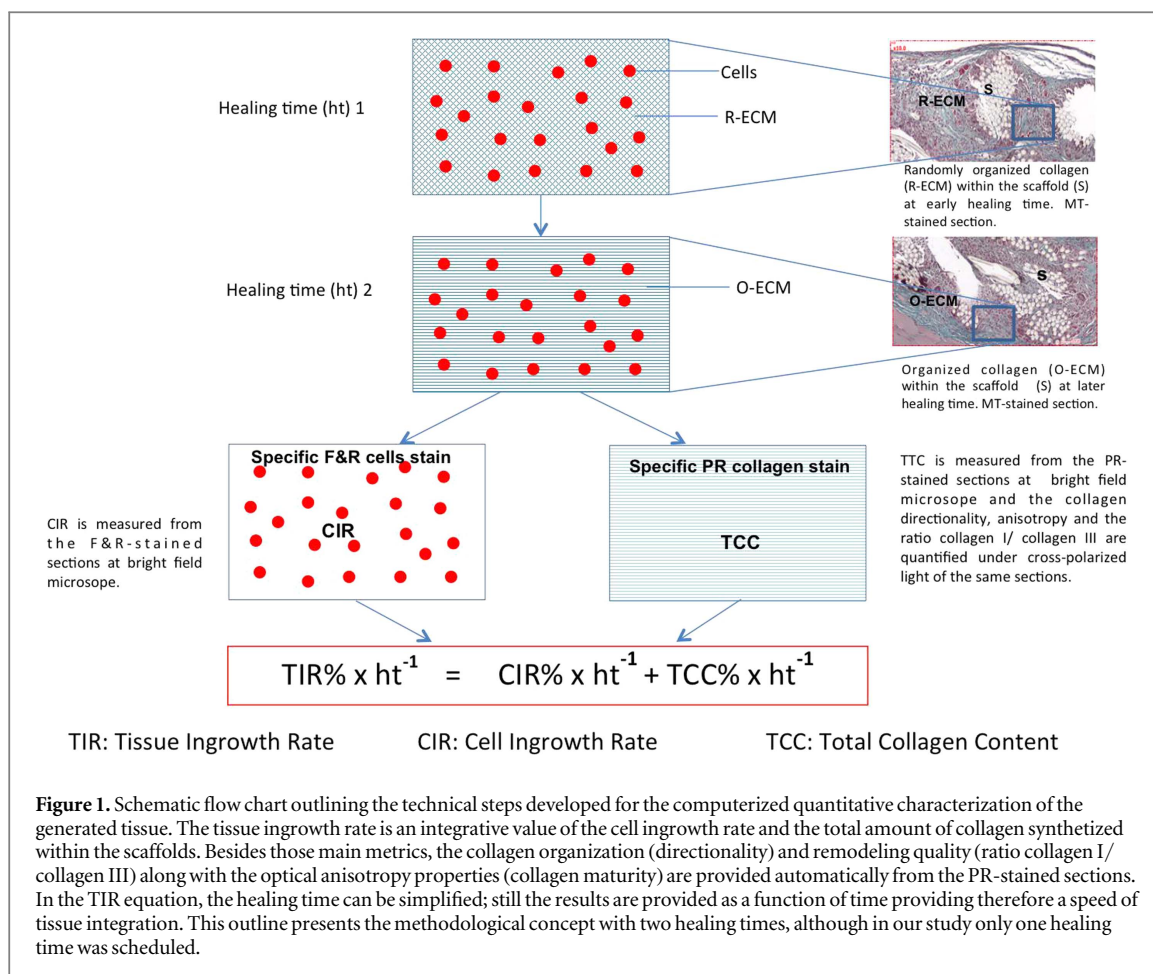 Healing time (ht) 1
Cells
R-ECM
R-ECM
S
Randomly organized collagen
(R-ECM) within the scaffold (S)
at early healing time. MT-
stained section.
Healing time (ht) 2
O-ECM
O-ECM
S
Organized collagen (O-ECM)
within the scaffold (S) at later
healing time. MT-stained section.
Specific F&R cells stain
CIR
Specific PR collagen stain
TCC
CIR is measured from
the F&R-stained
sections at bright field
microsope.
TTC is measured from the PR-
stained sections at bright field
microsope and the collagen
directionality, anisotropy and the
ratio collagen I/ collagen III are
quantified under cross-polarized
light of the same sections.
TIR% x ht⁻¹ = CIR% x ht⁻¹ + TCC% x ht⁻¹
TIR: Tissue Ingrowth Rate CIR: Cell Ingrowth Rate TCC: Total Collagen Content
Figure 1. Schematic flow chart outlining the technical steps developed for the computerized quantitative characterization of the
generated tissue. The tissue ingrowth rate is an integrative value of the cell ingrowth rate and the total amount of collagen synthetized
within the scaffolds. Besides those main metrics, the collagen organization (directionality) and remodeling quality (ratio collagen I/
collagen III) along with the optical anisotropy properties (collagen maturity) are provided automatically from the PR-stained sections.
In the TIR equation, the healing time can be simplified; still the results are provided as a function of time providing therefore a speed of
tissue integration. This outline presents the methodological concept with two healing times, although in our study only one healing
time was scheduled.